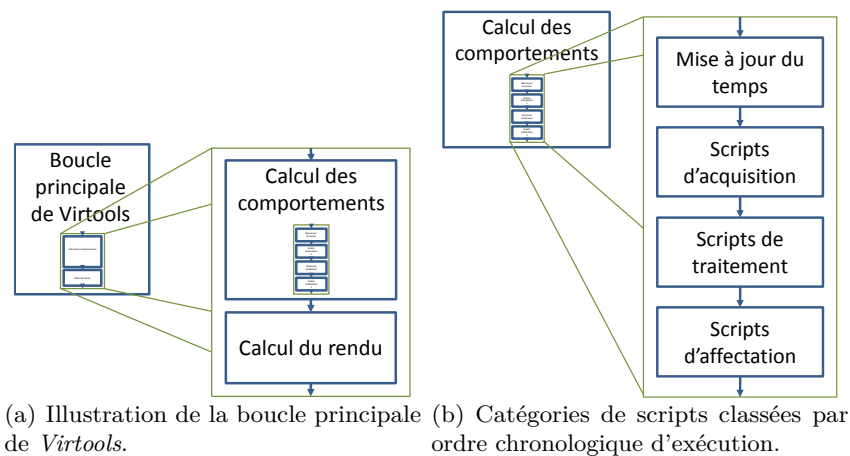 Boucle
principale
de Virtools
Calcul des
comportements
Calcul du rendu
(a) Illustration de la boucle principale
de Virtools.
Calcul des
comportements
Mise à jour du
temps
Scripts
d'acquisition
Scripts de
traitement
Scripts
d'affectation
(b) Catégories de scripts classées par
ordre chronologique d'exécution.